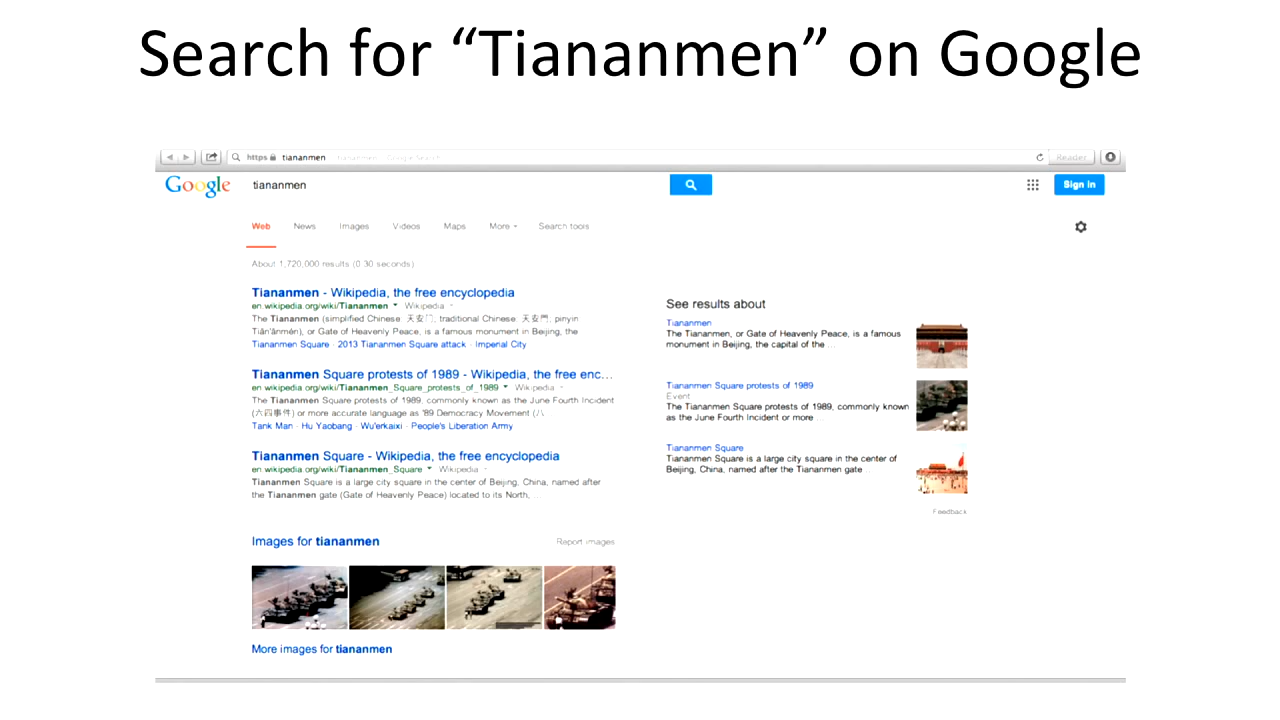 Search for “Tiananmen” on Google
https tiananmen
Reader
Google tiananmen
Sign in
Web News Images Videos Maps More Search tools
About 1,720,000 results (0.30 seconds)
Tiananmen - Wikipedia, the free encyclopedia
en.wikipedia.org/wiki/Tiananmen Wikipedia
The Tiananmen (simplified Chinese: 天安门; traditional Chinese: 天安門; pinyin
Tiān'ānmén), or Gate of Heavenly Peace, is a famous monument in Beijing, the
Tiananmen Square · 2013 Tiananmen Square attack · Imperial City
Tiananmen Square protests of 1989 - Wikipedia, the free enc...
en.wikipedia.org/wiki/Tiananmen_Square_protests_of_1989 Wikipedia
The Tiananmen Square protests of 1989, commonly known as the June Fourth Incident
(六四事件) or more accurate language as '89 Democracy Movement (八
Tank Man · Hu Yaobang · Wu'erkaixi · People's Liberation Army
Tiananmen Square - Wikipedia, the free encyclopedia
en.wikipedia.org/wiki/Tiananmen_Square Wikipedia
Tiananmen Square is a large city square in the center of Beijing, China, named after
the Tiananmen gate (Gate of Heavenly Peace) located to its North, ...
Images for tiananmen
Report images
More images for tiananmen
See results about
Tiananmen
The Tiananmen, or Gate of Heavenly Peace, is a famous
monument in Beijing, the capital of the ...
Tiananmen Square protests of 1989
Event
The Tiananmen Square protests of 1989, commonly known
as the June Fourth Incident or more ...
Tiananmen Square
Tiananmen Square is a large city square in the center of
Beijing, China, named after the Tiananmen gate ...
Feedback